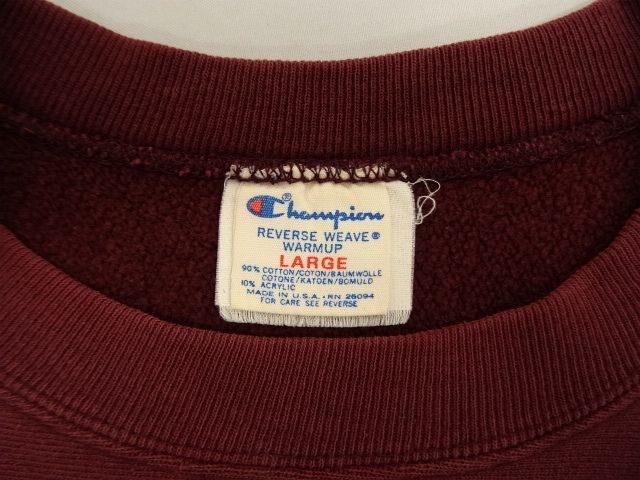 Champion®
REVERSE WEAVE®
WARMUP
LARGE
90% COTTON/COTON/BAUMWOLLE
COTONE/KATOEN/BOMULD
10% ACRYLIC
MADE IN U.S.A. • RN 26094
FOR CARE SEE REVERSE